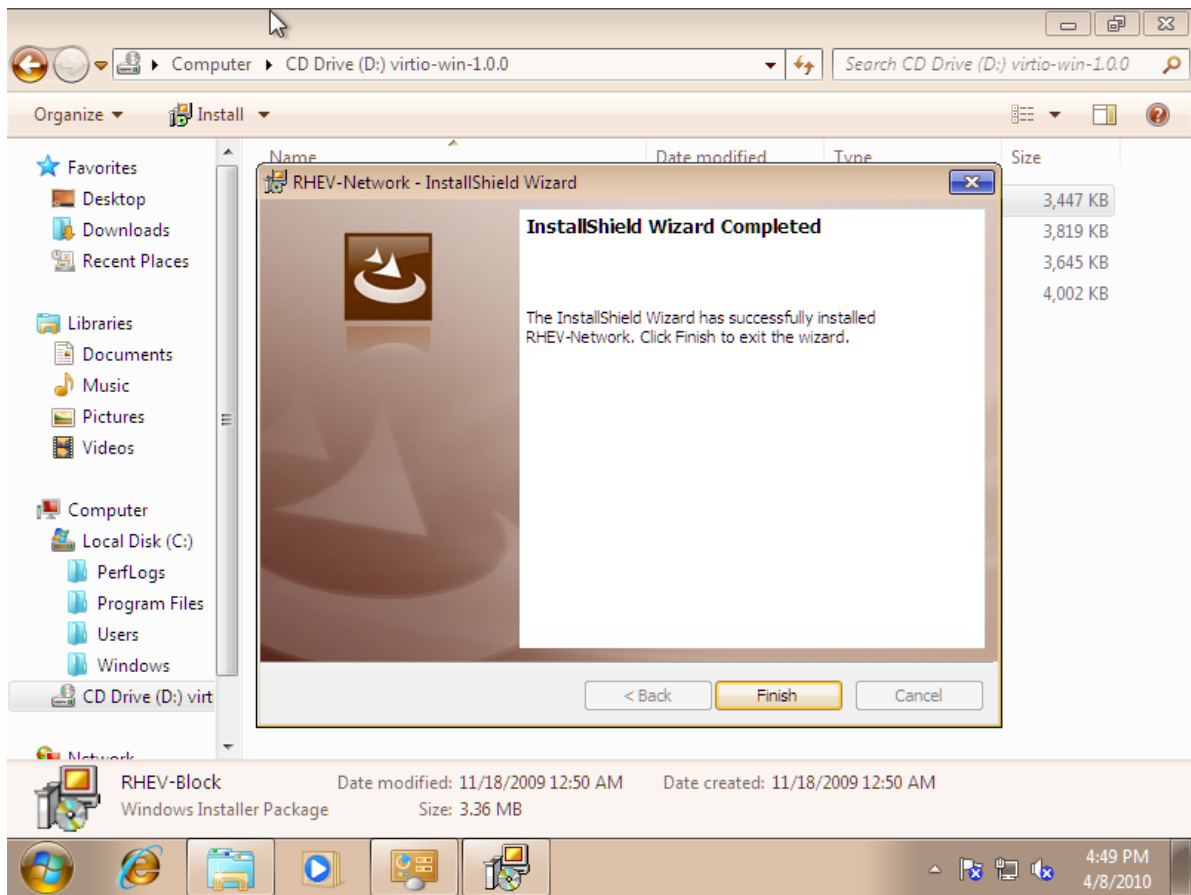 Computer ▸ CD Drive (D:) virtio-win-1.0.0
Search CD Drive (D:) virtio-win-1.0.0
Organize
Install
Name
Date modified
Type
Size
Favorites
Desktop
Downloads
Recent Places
Libraries
Documents
Music
Pictures
Videos
Computer
Local Disk (C:)
PerfLogs
Program Files
Users
Windows
CD Drive (D:) virt
Network
3,447 KB
3,819 KB
3,645 KB
4,002 KB
RHEV-Network - InstallShield Wizard
InstallShield Wizard Completed
The InstallShield Wizard has successfully installed
RHEV-Network. Click Finish to exit the wizard.
< Back
Finish
Cancel
RHEV-Block
Date modified: 11/18/2009 12:50 AM
Date created: 11/18/2009 12:50 AM
Windows Installer Package
Size: 3.36 MB
4:49 PM
4/8/2010